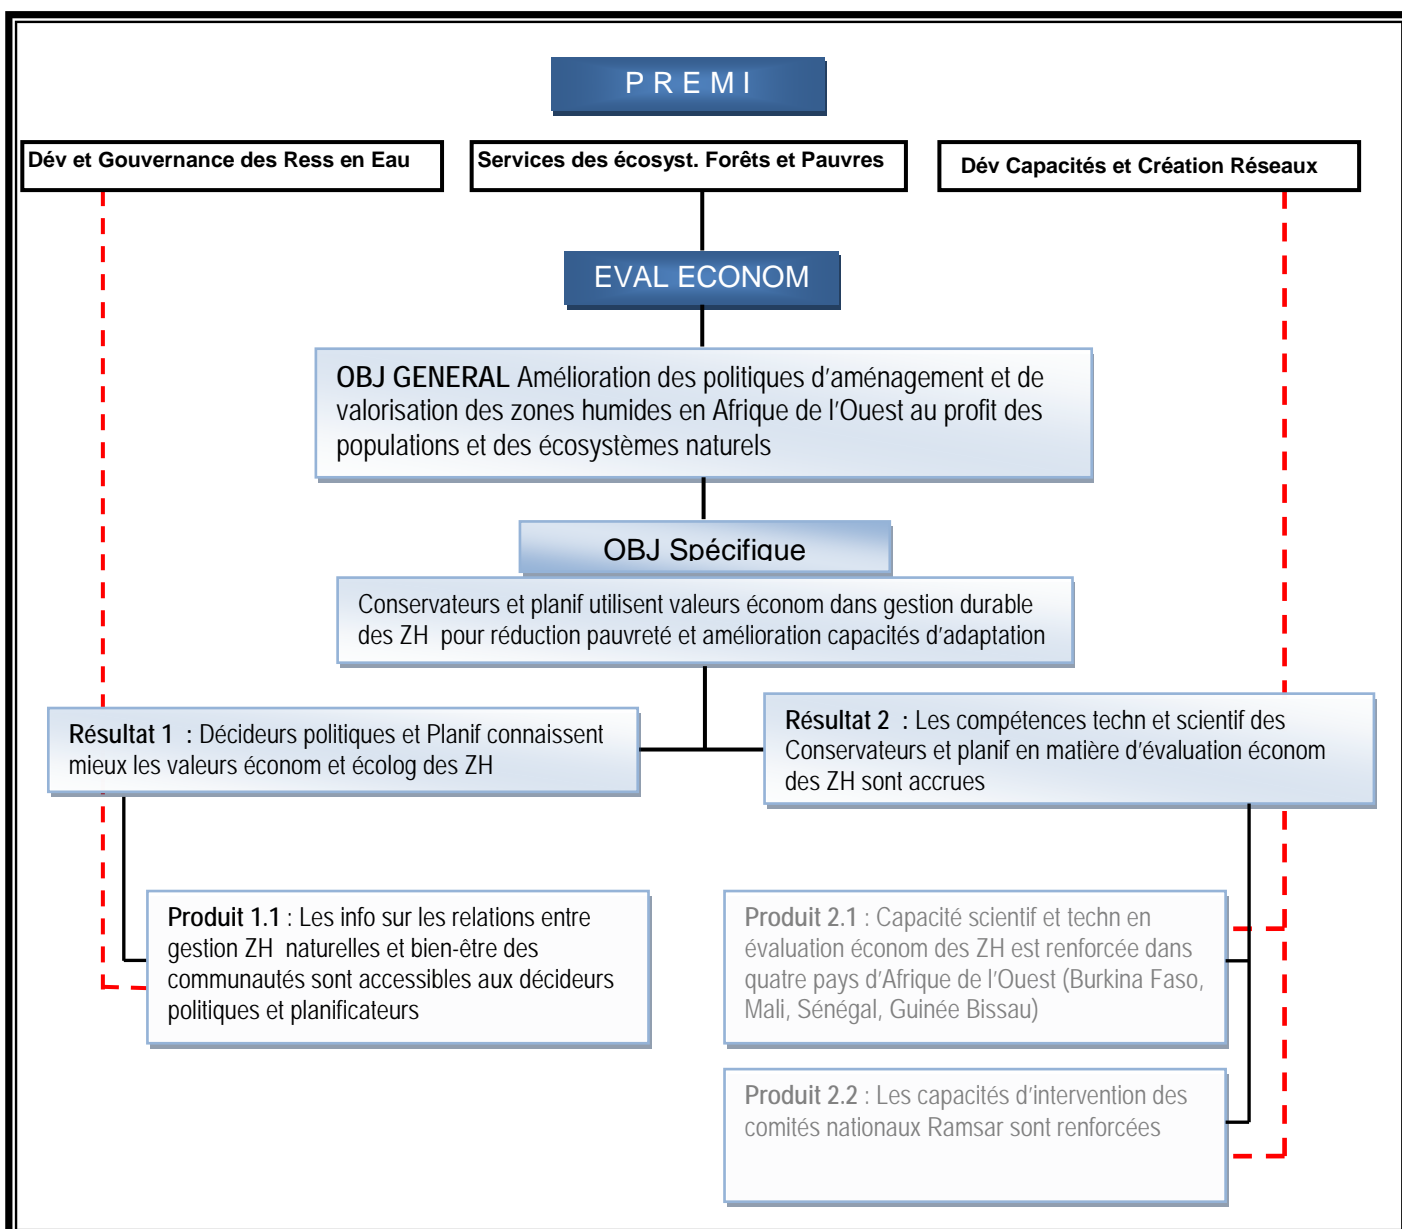 P R E M I
Dév et Gouvernance des Ress en Eau
Services des écosyst. Forêts et Pauvres
Dév Capacités et Création Réseaux
EVAL ECONOM
OBJ GENERAL Amélioration des politiques d’aménagement et de
valorisation des zones humides en Afrique de l’Ouest au profit des
populations et des écosystèmes naturels
OBJ Spécifique
Conservateurs et planif utilisent valeurs économ dans gestion durable
des ZH pour réduction pauvreté et amélioration capacités d’adaptation
Résultat 1 : Décideurs politiques et Planif connaissent
mieux les valeurs économ et écolog des ZH
Résultat 2 : Les compétences techn et scientif des
Conservateurs et planif en matière d’évaluation économ
des ZH sont accrues
Produit 1.1 : Les info sur les relations entre
gestion ZH naturelles et bien-être des
communautés sont accessibles aux décideurs
politiques et planificateurs
Produit 2.1 : Capacité scientif et techn en
évaluation économ des ZH est renforcée dans
quatre pays d’Afrique de l’Ouest (Burkina Faso,
Mali, Sénégal, Guinée Bissau)
Produit 2.2 : Les capacités d’intervention des
comités nationaux Ramsar sont renforcées